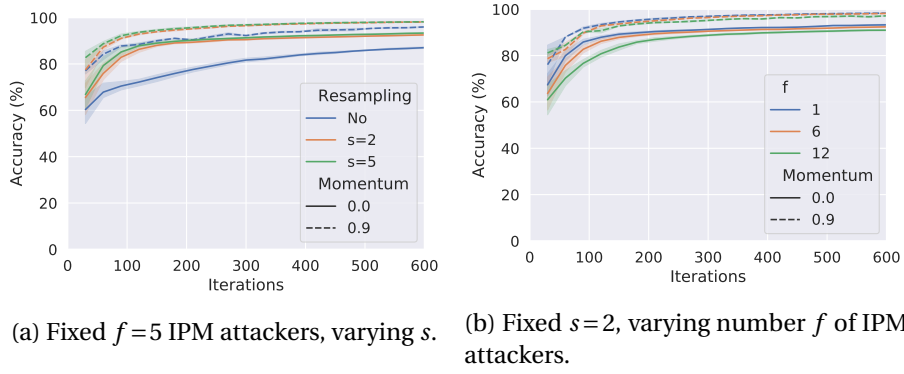 100
80
60
40
20
0
Accuracy (%)
Resampling
No
s=2
s=5
Momentum
0.0
0.9
0 100 200 300 400 500 600
Iterations
(a) Fixed f=5 IPM attackers, varying s.
100
80
60
40
20
0
Accuracy (%)
f
1
6
12
Momentum
0.0
0.9
0 100 200 300 400 500 600
Iterations
(b) Fixed s=2, varying number f of IPM
attackers.